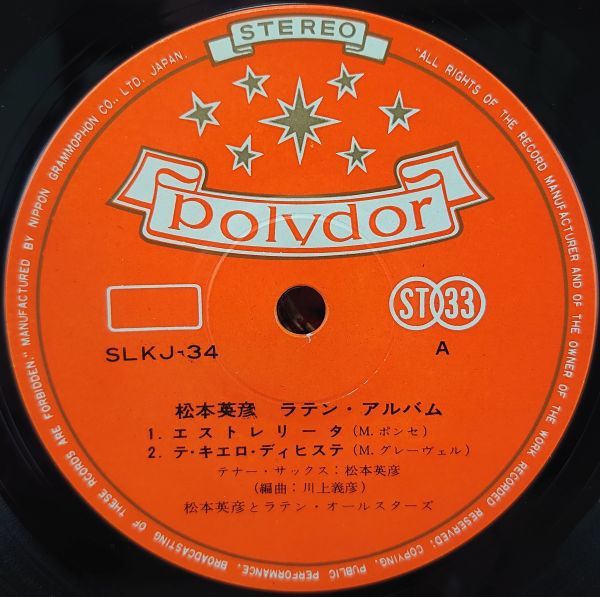 STEREO
polydor
ST33
SLKJ-34
A
松本英彦 ラテン・アルバム
1. エストレリータ (M. ポンセ)
2. テ・キエロ・ディヒステ (M. グレーヴェル)
テナー・サックス：松本英彦
(編曲：川上義彦)
松本英彦とラテン・オールスターズ
"ALL RIGHTS OF THE RECORD MANUFACTURER AND OF THE OWNER OF THE WORK RECORDED RESERVED; COPYING, PUBLIC PERFORMANCE, BROADCASTING OF THESE RECORDS ARE FORBIDDEN." MANUFACTURED BY NIPPON GRAMMOPHON CO., LTD. JAPAN.